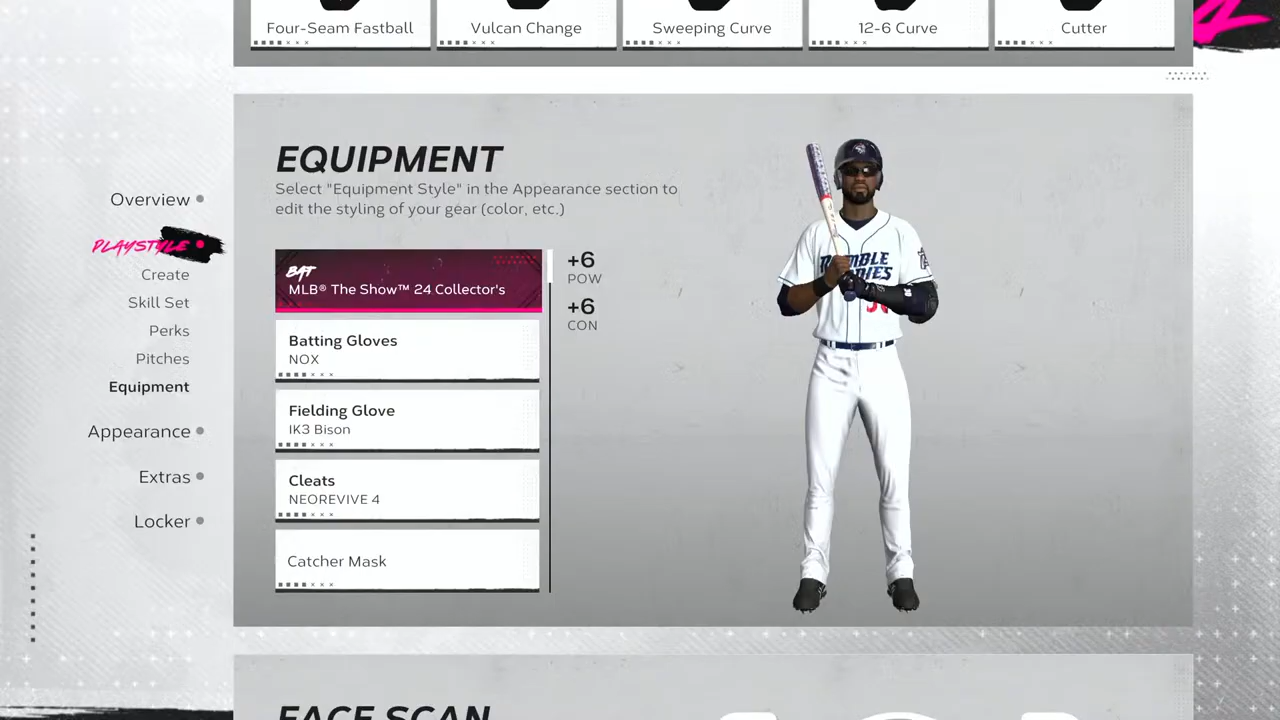 Four-Seam Fastball
Vulcan Change
Sweeping Curve
12-6 Curve
Cutter
EQUIPMENT
Select "Equipment Style" in the Appearance section to
edit the styling of your gear (color, etc.)
Overview
PLAYSTYLE
Create
Skill Set
Perks
Pitches
Equipment
Appearance
Extras
Locker
BAT
MLB® The Show™ 24 Collector's
Batting Gloves
NOX
Fielding Glove
IK3 Bison
Cleats
NEOREVIVE 4
Catcher Mask
+6
POW
+6
CON
FACE SCAN